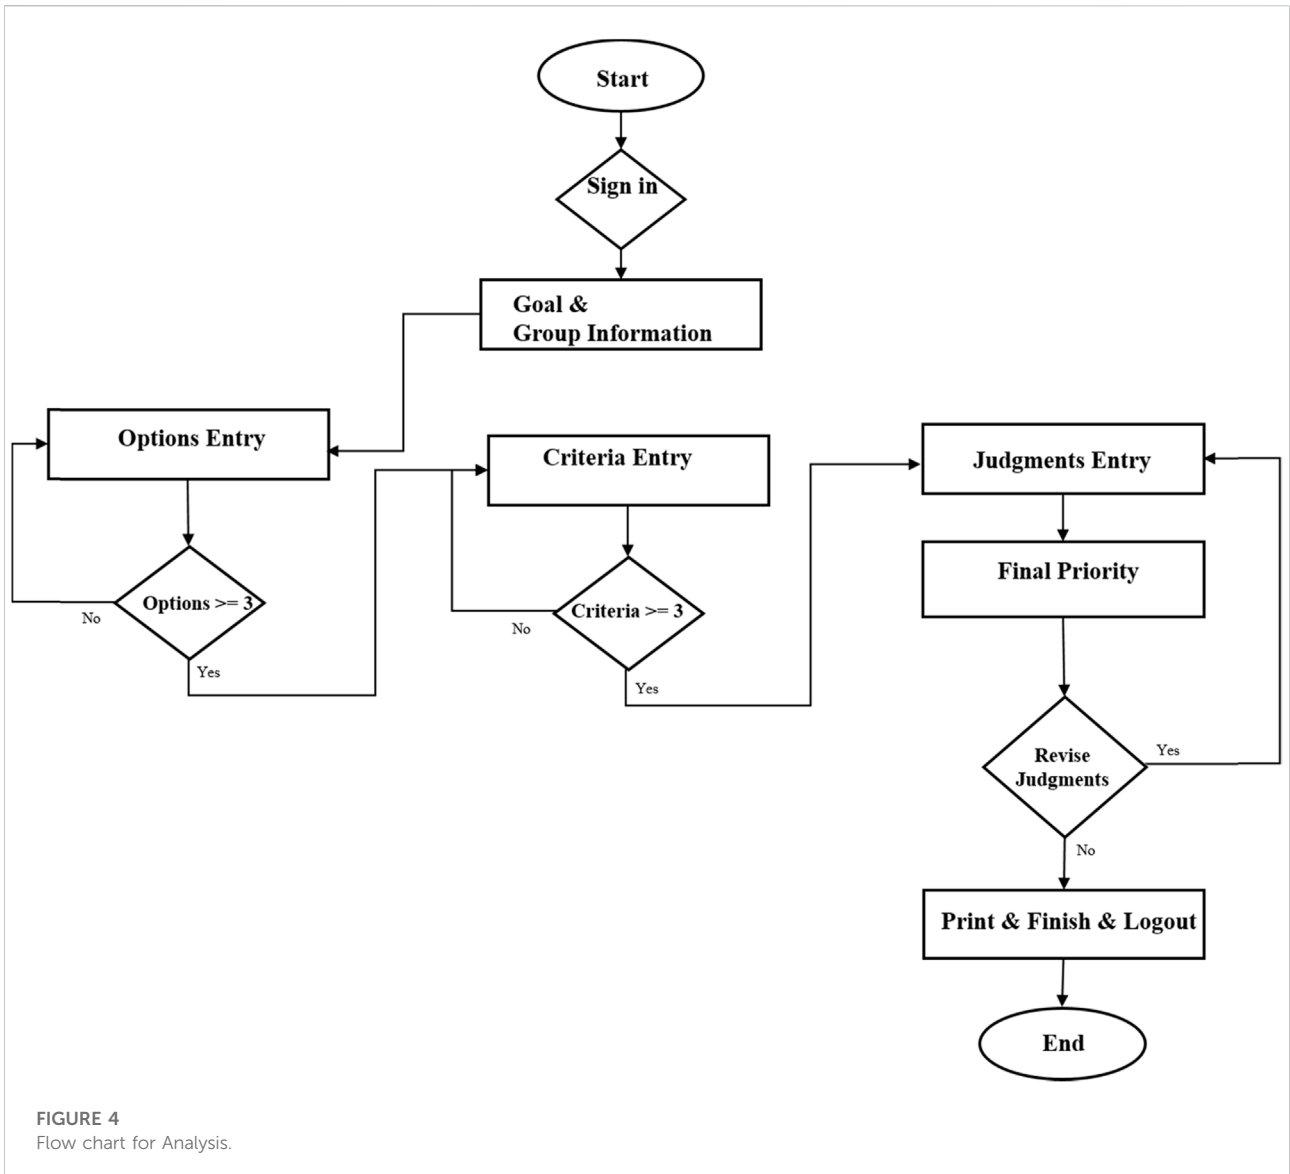 Start
Sign in
Goal &
Group Information
Options Entry
Options >= 3
No
Yes
Criteria Entry
Criteria >= 3
No
Yes
Judgments Entry
Final Priority
Revise
Judgments
Yes
No
Print & Finish & Logout
End
FIGURE 4
Flow chart for Analysis.